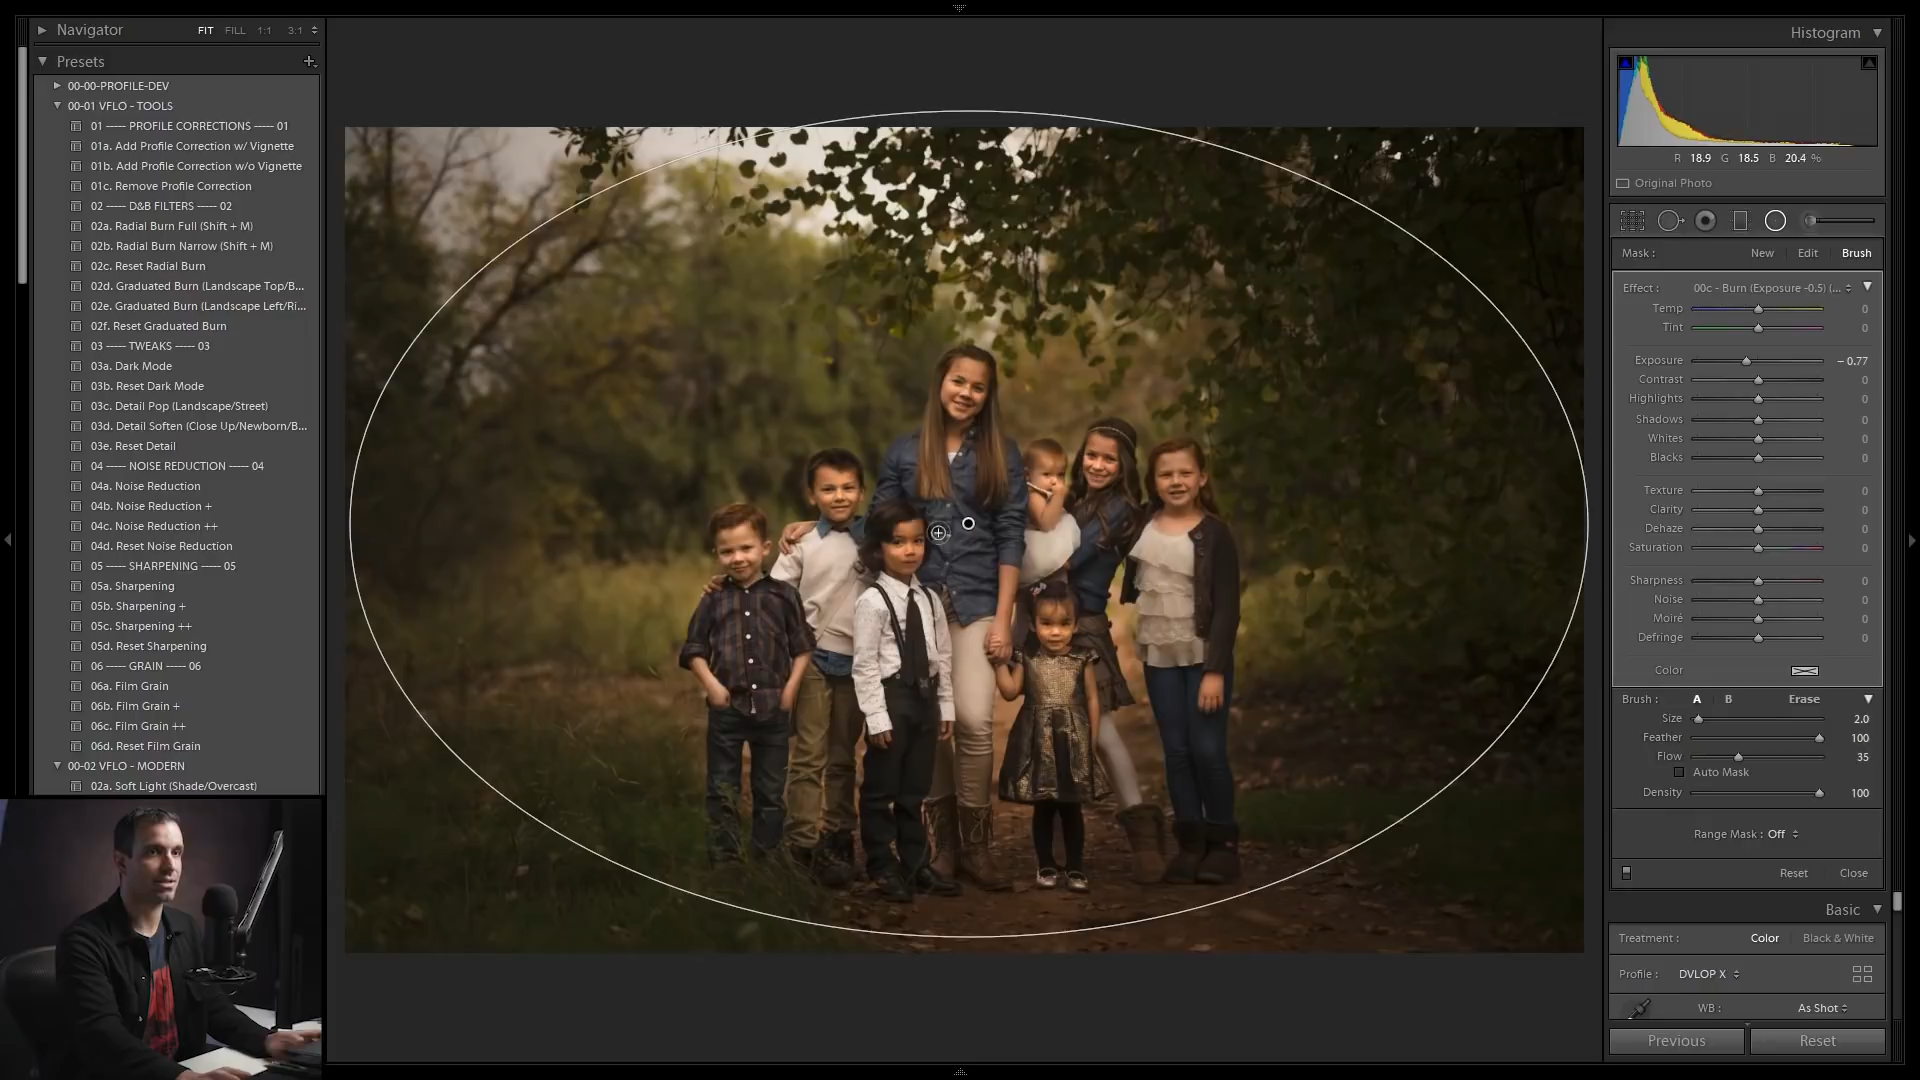 Navigator FIT FILL 1:1 3:1
Presets
00-00-PROFILE-DEV
00-01 VFLO - TOOLS
01 ----- PROFILE CORRECTIONS ----- 01
01a. Add Profile Correction w/ Vignette
01b. Add Profile Correction w/o Vignette
01c. Remove Profile Correction
02 ----- D&B FILTERS ----- 02
02a. Radial Burn Full (Shift + M)
02b. Radial Burn Narrow (Shift + M)
02c. Reset Radial Burn
02d. Graduated Burn (Landscape Top/B...
02e. Graduated Burn (Landscape Left/Ri...
02f. Reset Graduated Burn
03 ----- TWEAKS ----- 03
03a. Dark Mode
03b. Reset Dark Mode
03c. Detail Pop (Landscape/Street)
03d. Detail Soften (Close Up/Newborn/B...
03e. Reset Detail
04 ----- NOISE REDUCTION ----- 04
04a. Noise Reduction
04b. Noise Reduction +
04c. Noise Reduction ++
04d. Reset Noise Reduction
05 ----- SHARPENING ----- 05
05a. Sharpening
05b. Sharpening +
05c. Sharpening ++
05d. Reset Sharpening
06 ----- GRAIN ----- 06
06a. Film Grain
06b. Film Grain +
06c. Film Grain ++
06d. Reset Film Grain
00-02 VFLO - MODERN
02a. Soft Light (Shade/Overcast)
Histogram
R 18.9 G 18.5 B 20.4 %
Original Photo
Mask : New Edit Brush
Effect : 00c - Burn (Exposure -0.5) (...
Temp 0
Tint 0
Exposure – 0.77
Contrast 0
Highlights 0
Shadows 0
Whites 0
Blacks 0
Texture 0
Clarity 0
Dehaze 0
Saturation 0
Sharpness 0
Noise 0
Moiré 0
Defringe 0
Color
Brush : A B Erase
Size 2.0
Feather 100
Flow 35
Auto Mask
Density 100
Range Mask : Off
Reset Close
Basic
Treatment : Color Black & White
Profile : DVLOP X
WB : As Shot
Previous Reset